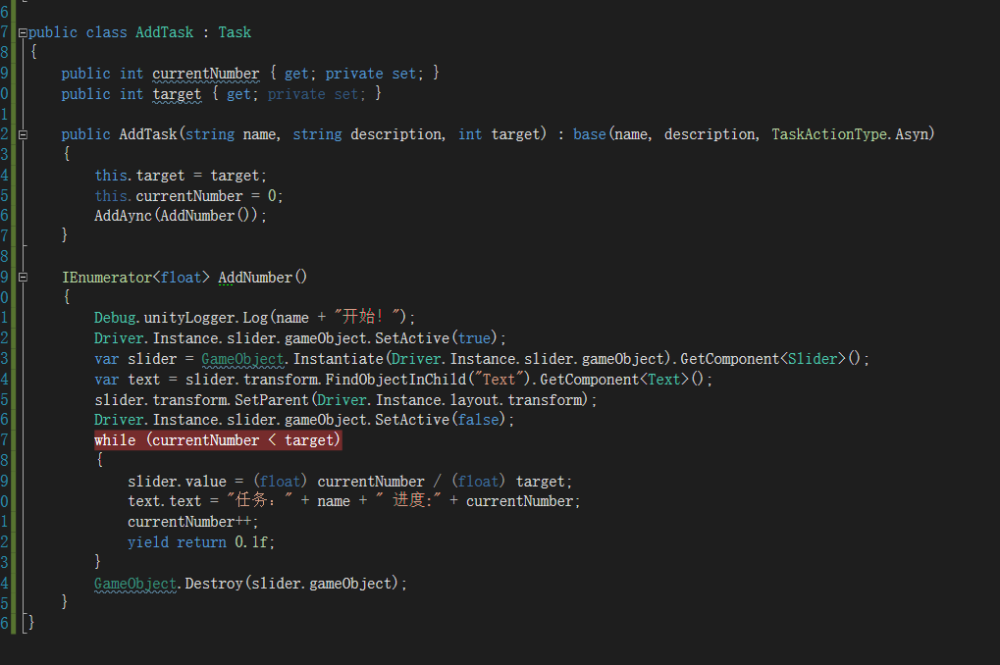 6
7 public class AddTask : Task
8 {
9 public int currentNumber { get; private set; }
0 public int target { get; private set; }
1
2 public AddTask(string name, string description, int target) : base(name, description, TaskActionType.Asyn)
3 {
4 this.target = target;
5 this.currentNumber = 0;
6 AddAync(AddNumber());
7 }
8
9 IEnumerator<float> AddNumber()
0 {
1 Debug.unityLogger.Log(name + "开始！");
2 Driver.Instance.slider.gameObject.SetActive(true);
3 var slider = GameObject.Instantiate(Driver.Instance.slider.gameObject).GetComponent<Slider>();
4 var text = slider.transform.FindObjectInChild("Text").GetComponent<Text>();
5 slider.transform.SetParent(Driver.Instance.layout.transform);
6 Driver.Instance.slider.gameObject.SetActive(false);
7 while (currentNumber < target)
8 {
9 slider.value = (float) currentNumber / (float) target;
0 text.text = "任务：" + name + " 进度:" + currentNumber;
1 currentNumber++;
2 yield return 0.1f;
3 }
4 GameObject.Destroy(slider.gameObject);
5 }
6 }